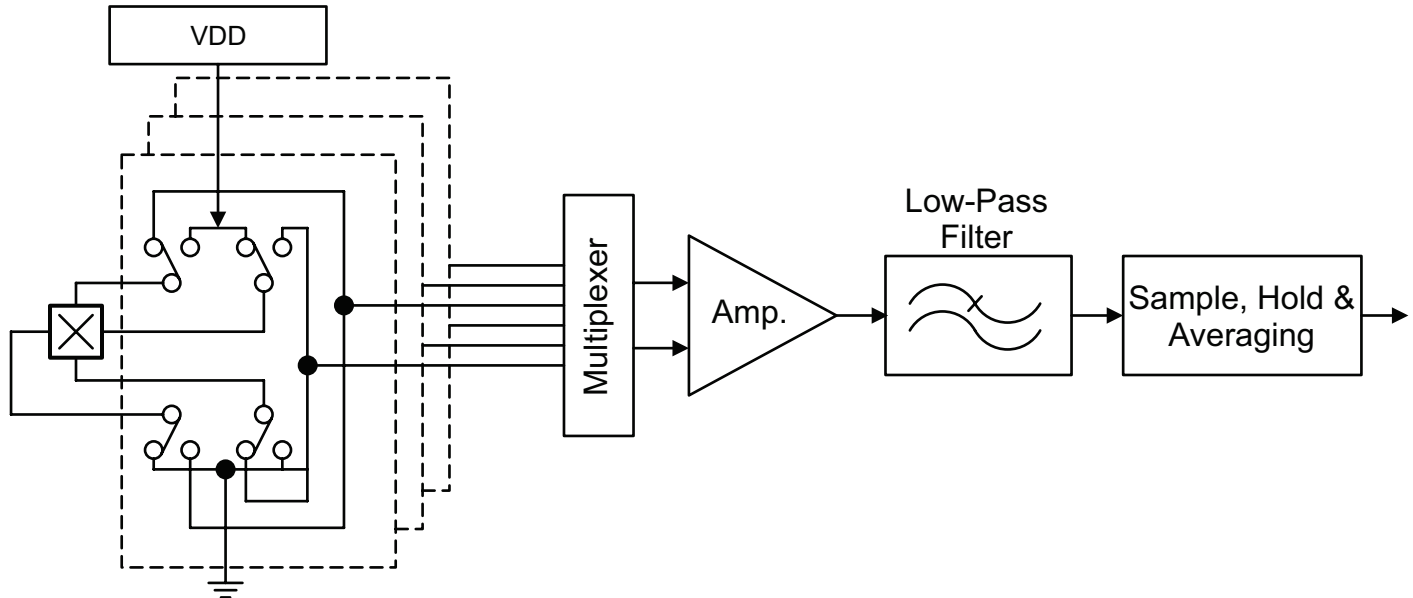 VDD
Multiplexer
Amp.
Low-Pass
Filter
Sample, Hold &
Averaging